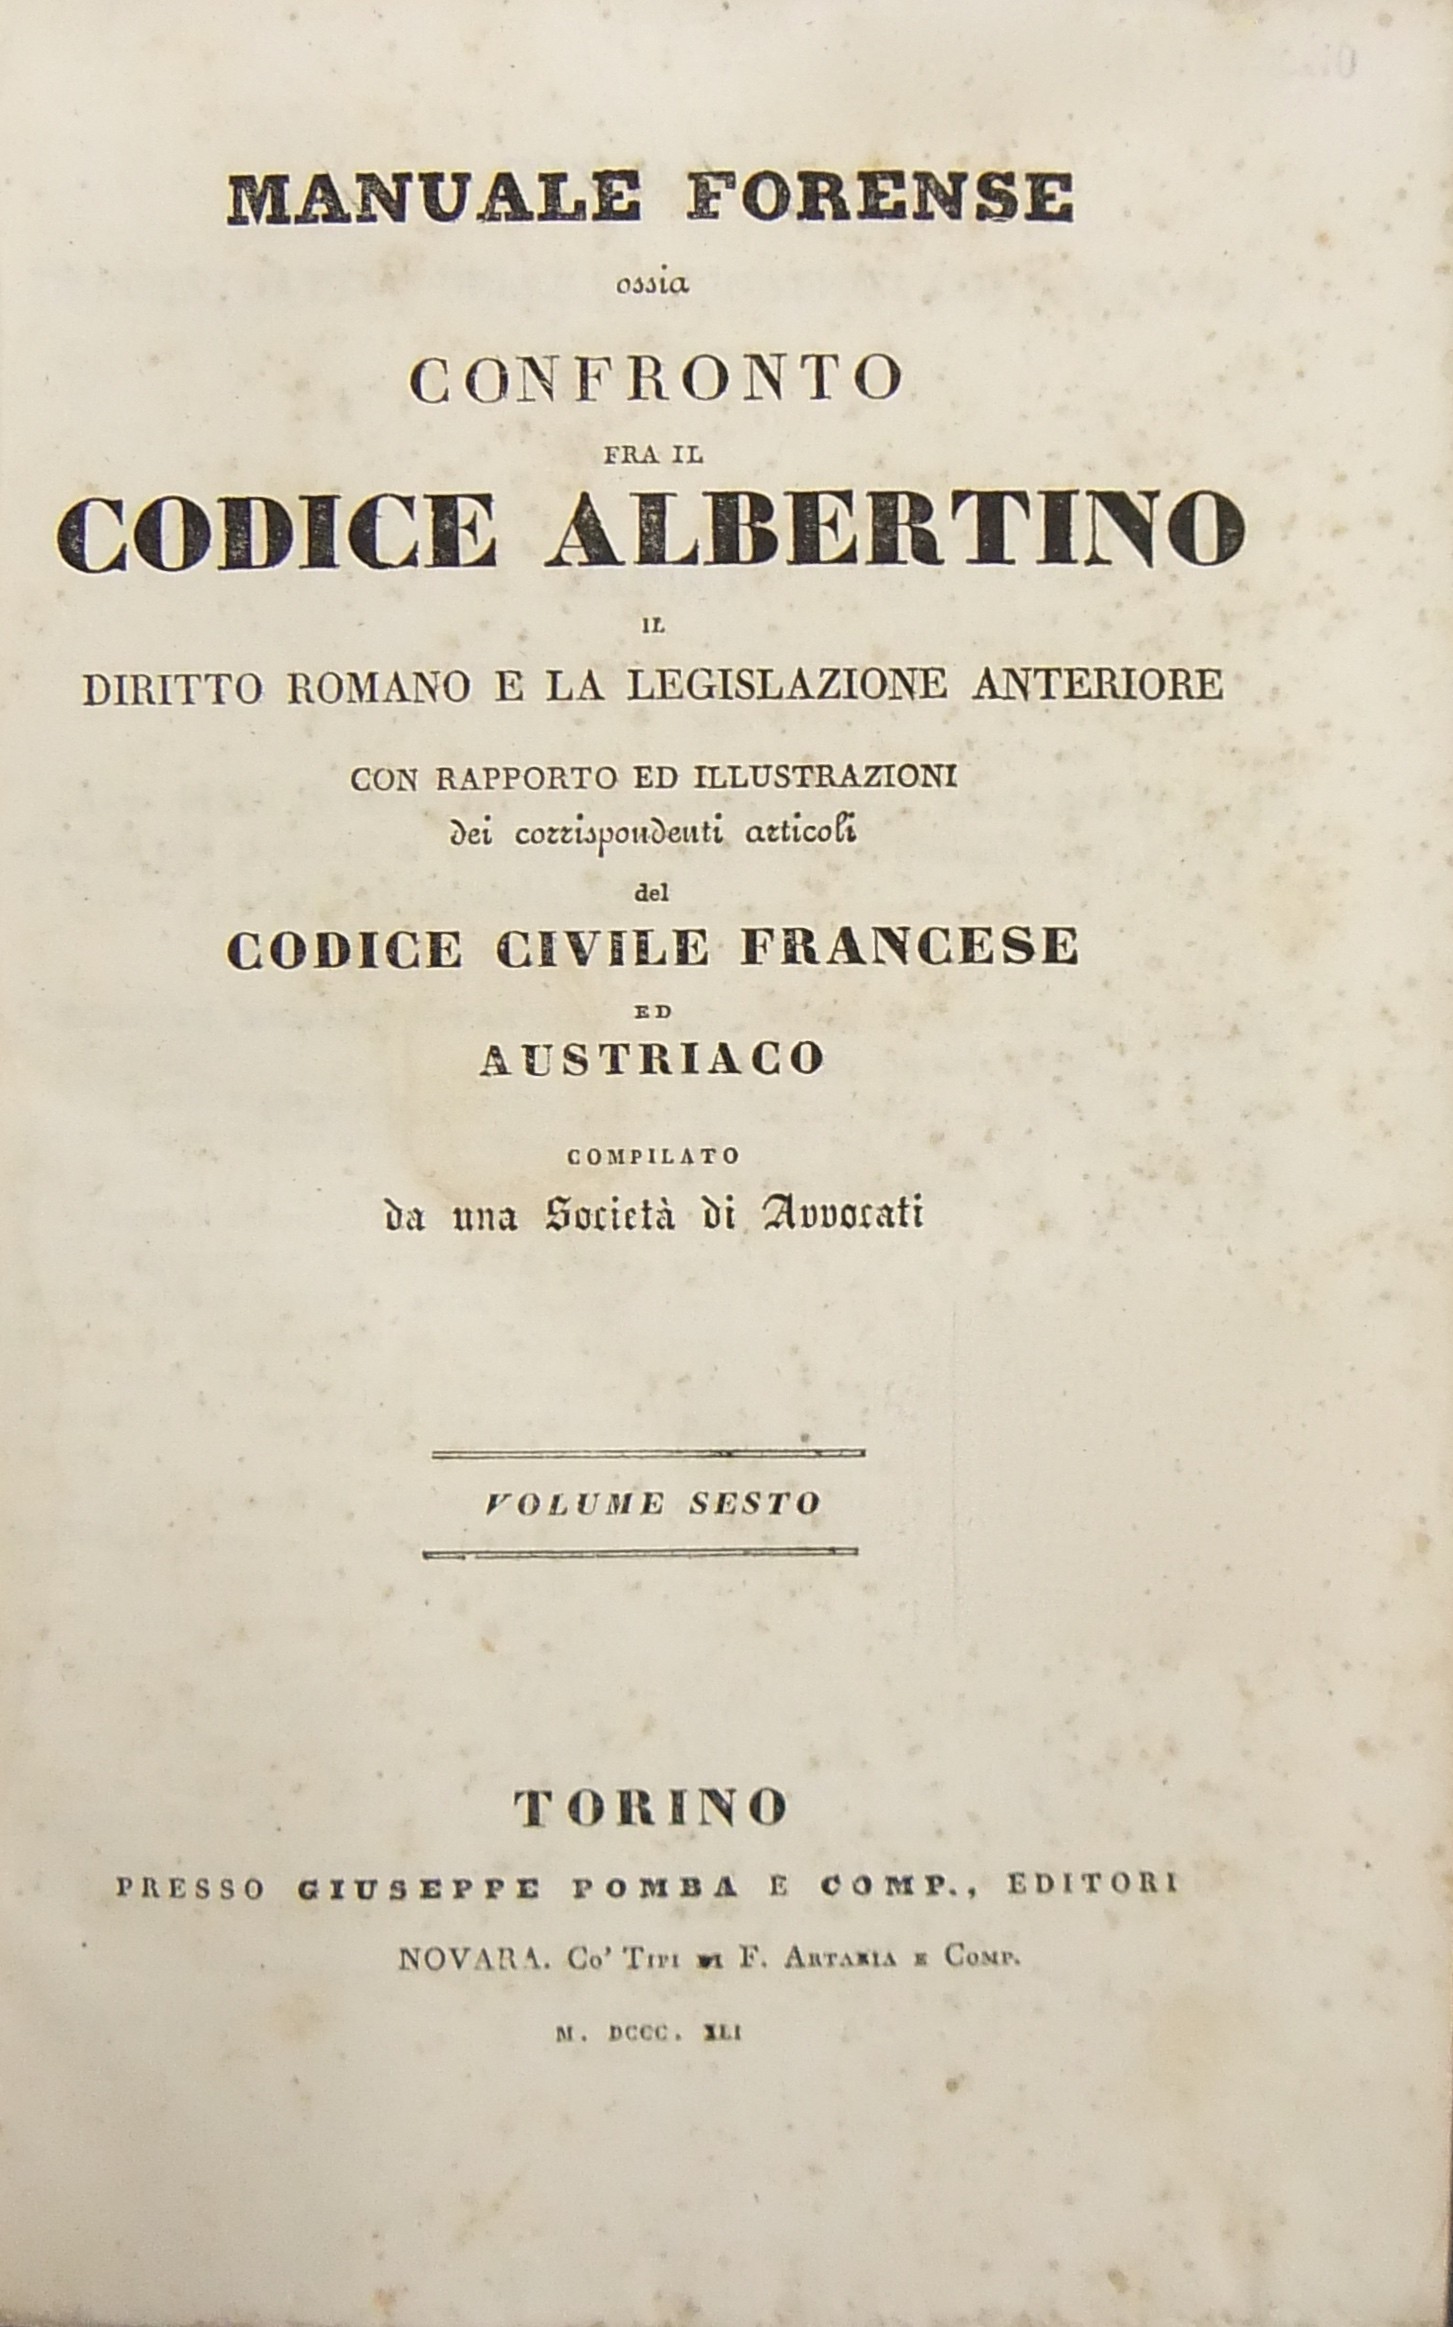 MANUALE FORENSE
ossia
CONFRONTO
FRA IL
CODICE ALBERTINO
IL
DIRITTO ROMANO E LA LEGISLAZIONE ANTERIORE
CON RAPPORTO ED ILLUSTRAZIONI
dei corrispondenti articoli
del
CODICE CIVILE FRANCESE
ED
AUSTRIACO
COMPILATO
da una Società di Avvocati
VOLUME SESTO
TORINO
PRESSO GIUSEPPE POMBA E COMP., EDITORI
NOVARA. Co' Tipi di F. Artaria e Comp.
M. DCCC. XLI